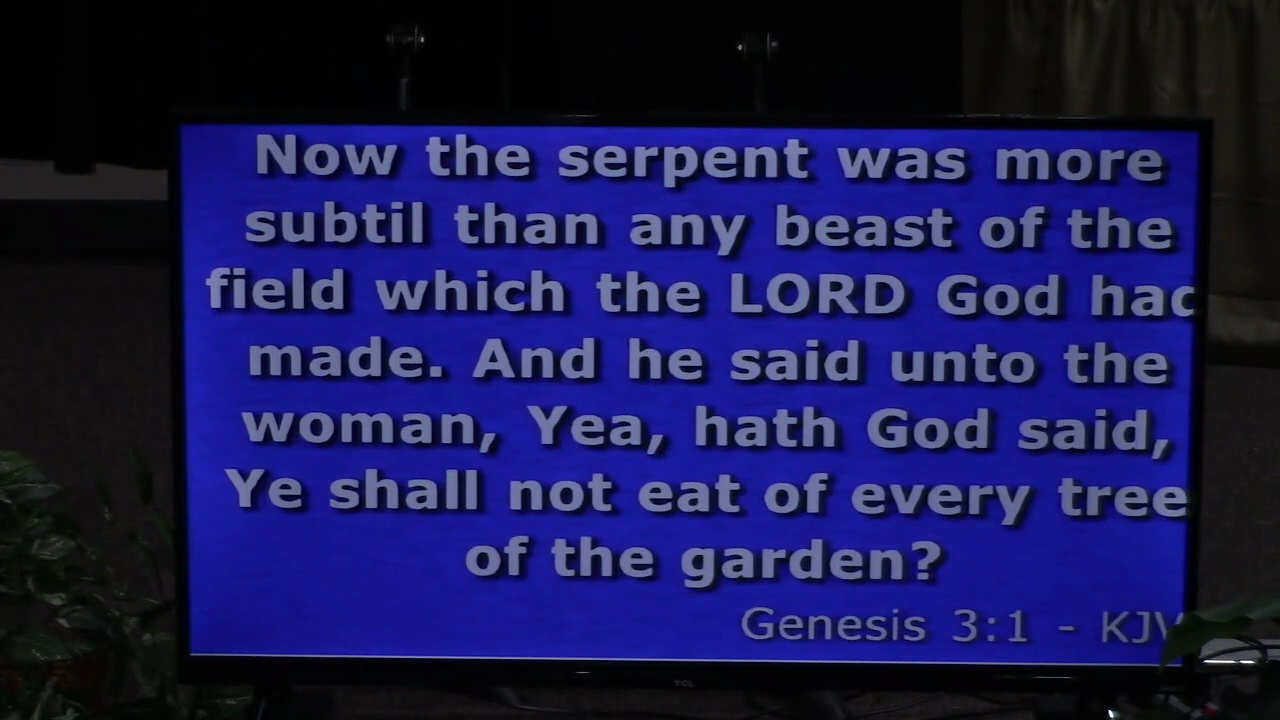 Now the serpent was more
subtil than any beast of the
field which the LORD God had
made. And he said unto the
woman, Yea, hath God said,
Ye shall not eat of every tree
of the garden?
Genesis 3:1 - KJV
TCL